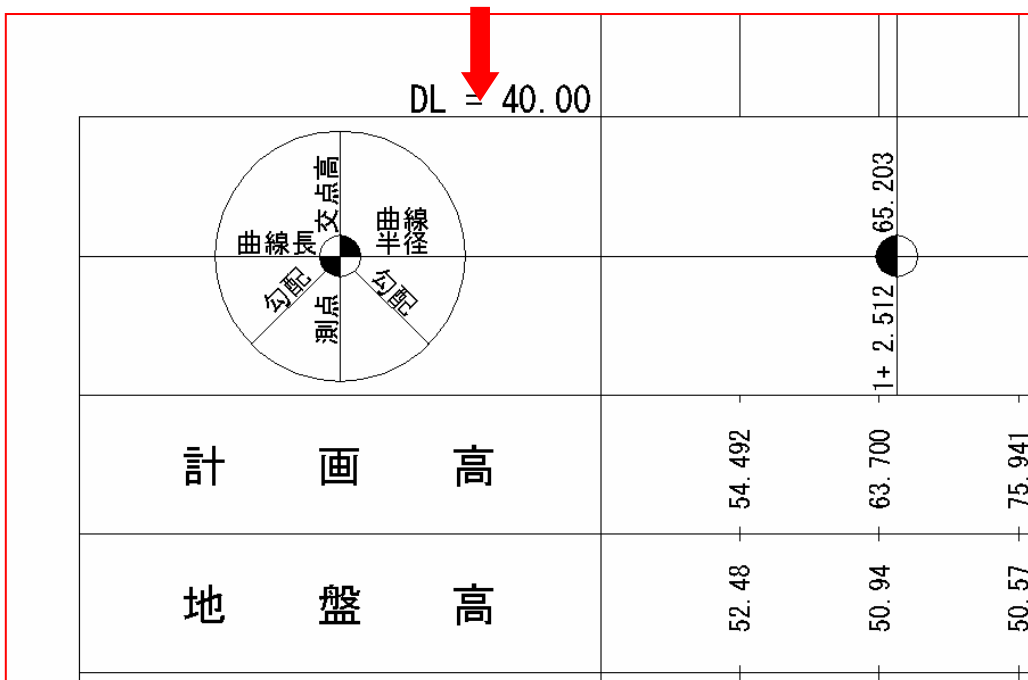 DL = 40.00
交点高
曲線長
曲線
半径
勾配
測点
勾配
65.203
1+ 2.512
計画高
54.492
63.700
75.941
地盤高
52.48
50.94
50.57